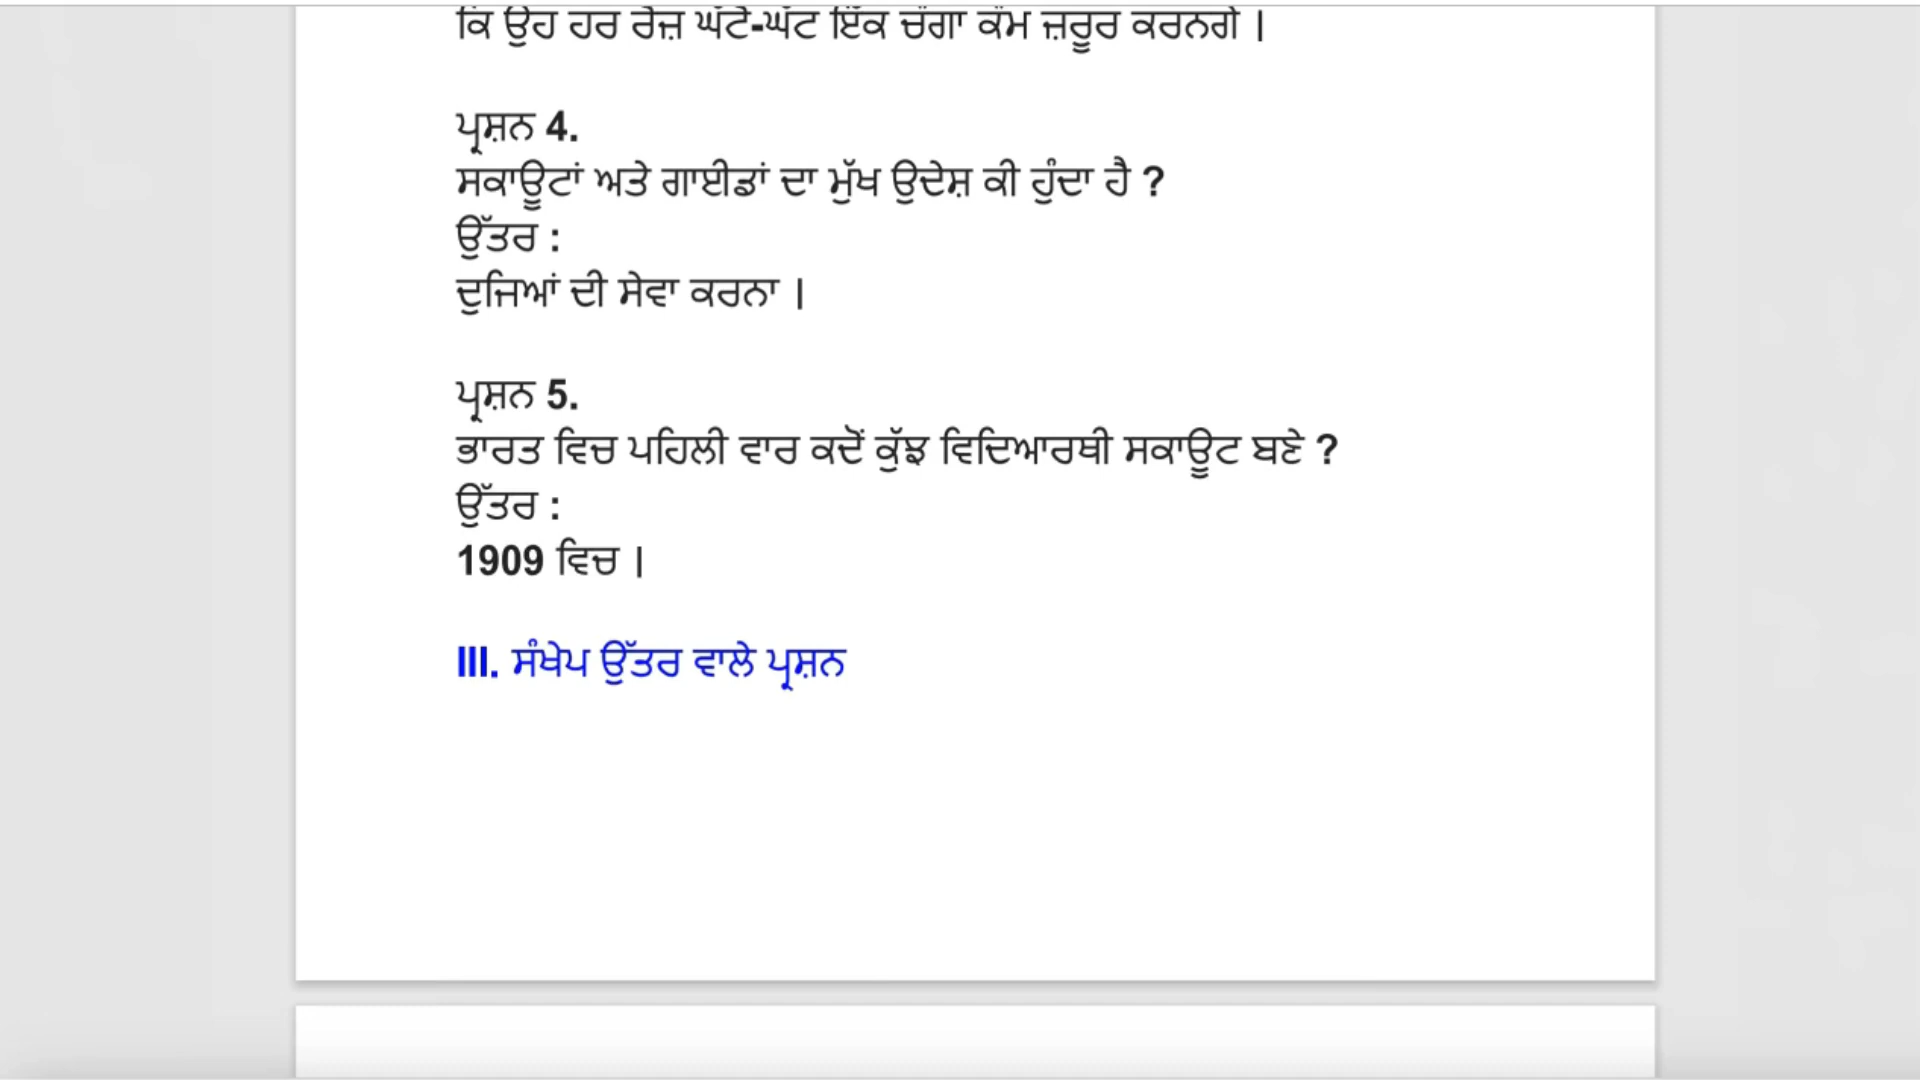 ਕਿ ਉਹ ਹਰ ਰੋਜ਼ ਘੱਟੋ-ਘੱਟ ਇੱਕ ਚੰਗਾ ਕੰਮ ਜ਼ਰੂਰ ਕਰਨਗੇ |
ਪ੍ਰਸ਼ਨ 4.
ਸਕਾਊਟਾਂ ਅਤੇ ਗਾਈਡਾਂ ਦਾ ਮੁੱਖ ਉਦੇਸ਼ ਕੀ ਹੁੰਦਾ ਹੈ ?
ਉੱਤਰ :
ਦੂਜਿਆਂ ਦੀ ਸੇਵਾ ਕਰਨਾ |
ਪ੍ਰਸ਼ਨ 5.
ਭਾਰਤ ਵਿਚ ਪਹਿਲੀ ਵਾਰ ਕਦੋਂ ਕੁੱਝ ਵਿਦਿਆਰਥੀ ਸਕਾਊਟ ਬਣੇ ?
ਉੱਤਰ :
1909 ਵਿਚ |
III. ਸੰਖੇਪ ਉੱਤਰ ਵਾਲੇ ਪ੍ਰਸ਼ਨ